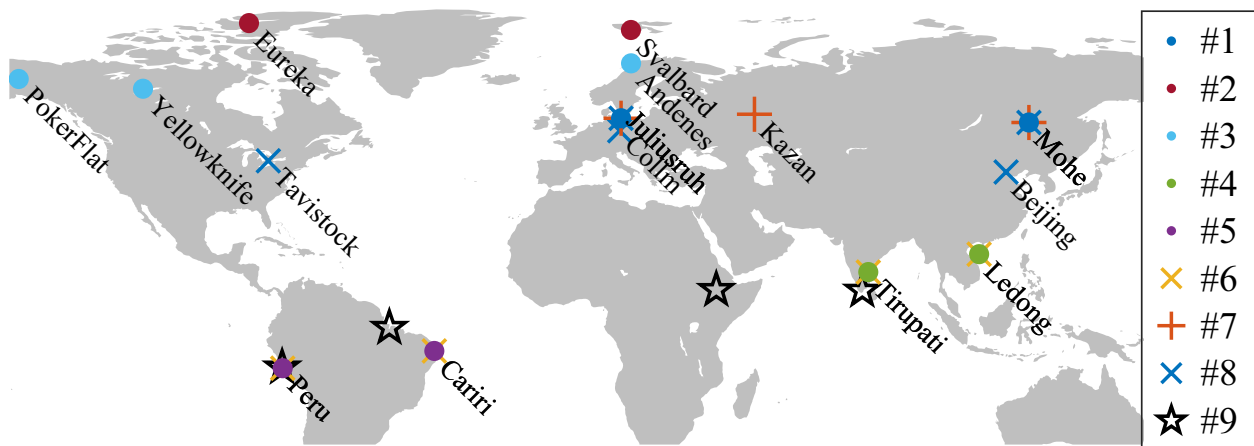 Eureka
PokerFlat
Yellowknife
Tavistock
Svalbard
Andenes
Juliusruh
Collm
Kazan
Mohe
Beijing
Ledong
Tirupati
Cariri
Peru
#1
#2
#3
#4
#5
#6
#7
#8
#9